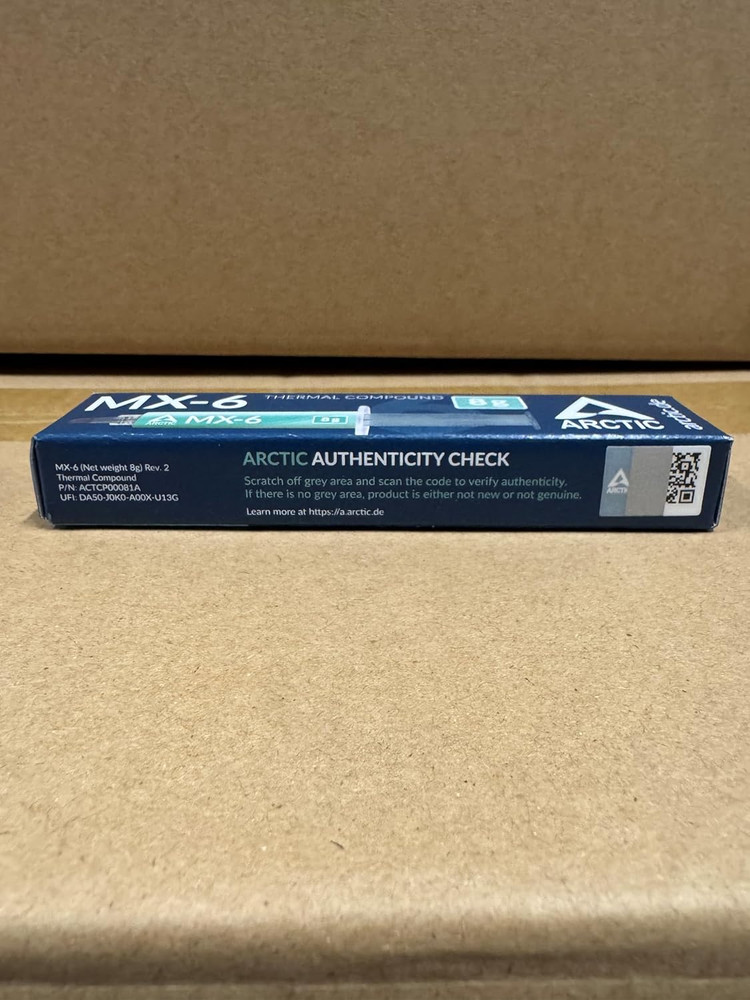 MX-6 THERMAL COMPOUND 8g
ARCTIC
arctic.de
ARCTIC MX-6 8g
MX-6 (Net weight 8g) Rev. 2
Thermal Compound
P/N: ACTCP00081A
UFI: DA50-J0K0-A00X-U13G
ARCTIC AUTHENTICITY CHECK
Scratch off grey area and scan the code to verify authenticity.
If there is no grey area, product is either not new or not genuine.
Learn more at https://a.arctic.de
ARCTI